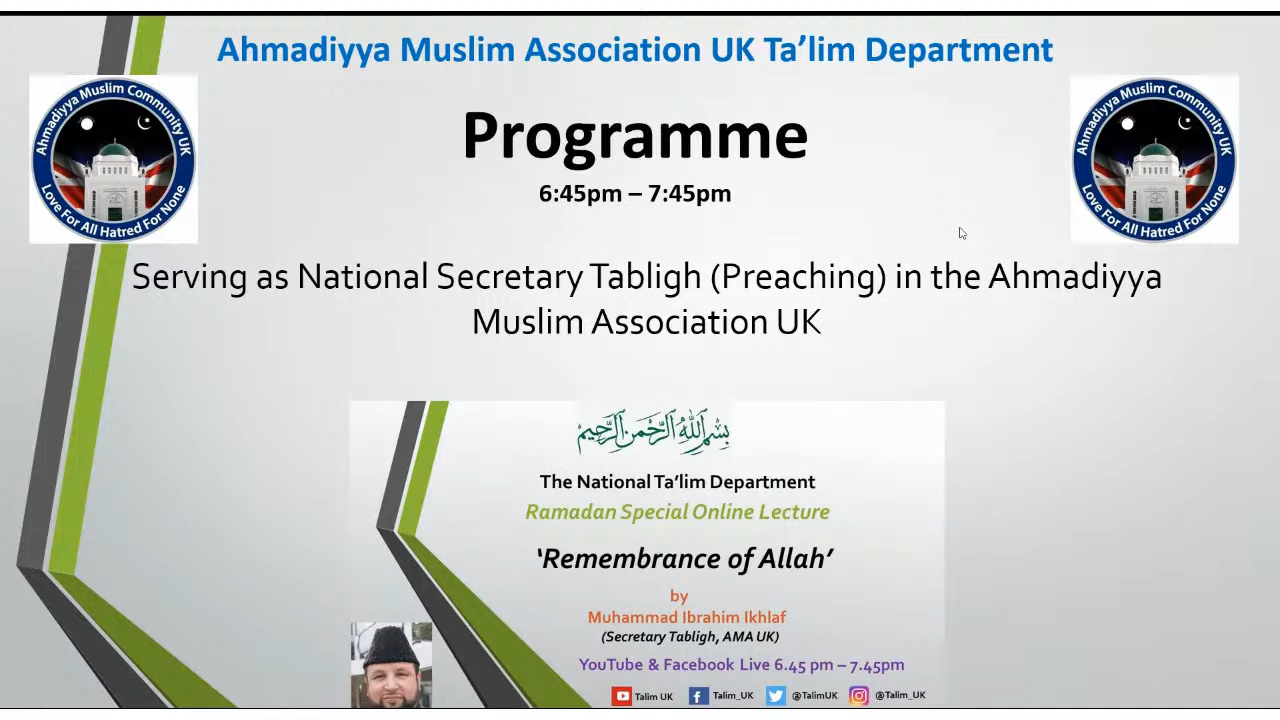 Ahmadiyya Muslim Association UK Ta’lim Department
Ahmadiyya Muslim Community UK
Love For All Hatred For None
Ahmadiyya Muslim Community UK
Love For All Hatred For None
Programme
6:45pm – 7:45pm
Serving as National Secretary Tabligh (Preaching) in the Ahmadiyya
Muslim Association UK
بسم الله الرحمن الرحيم
The National Ta’lim Department
Ramadan Special Online Lecture
‘Remembrance of Allah’
by
Muhammad Ibrahim Ikhlaf
(Secretary Tabligh, AMA UK)
YouTube & Facebook Live 6.45 pm – 7.45pm
Talim UK Talim_UK @TalimUK @Talim_UK